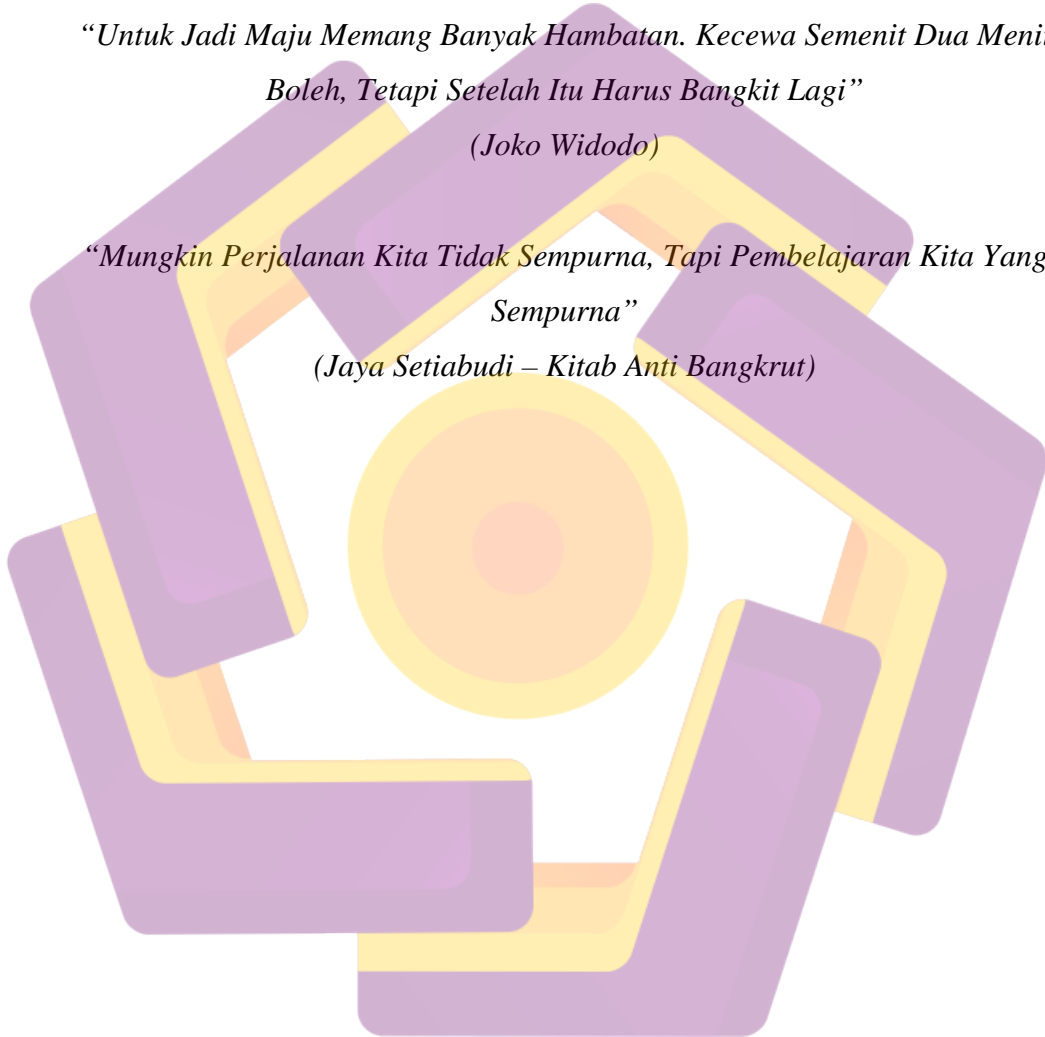 “Untuk Jadi Maju Memang Banyak Hambatan. Kecewa Semenit Dua
Boleh, Tetapi Setelah Itu Harus Bangkit Lagi”
(Joko Widodo)
“Mungkin Perjalanan Kita Tidak Sempurna, Tapi Pembelajaran Kita Yang
Sempurna”
(Jaya Setiabudi – Kitab Anti Bangkrut)